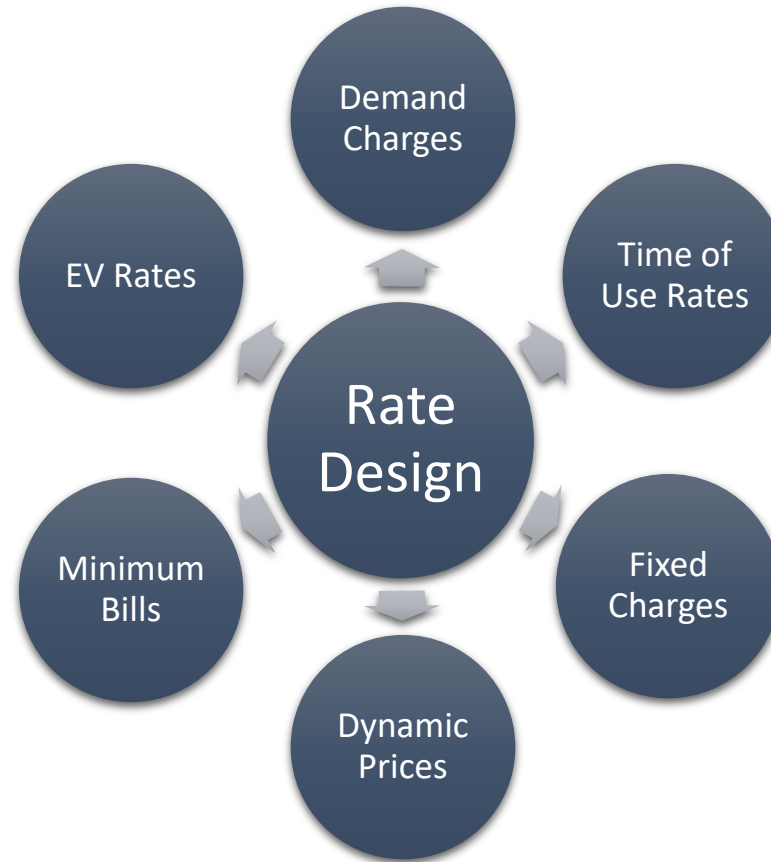 Demand
Charges
EV Rates
Time of
Use Rates
Rate
Design
Minimum
Bills
Fixed
Charges
Dynamic
Prices